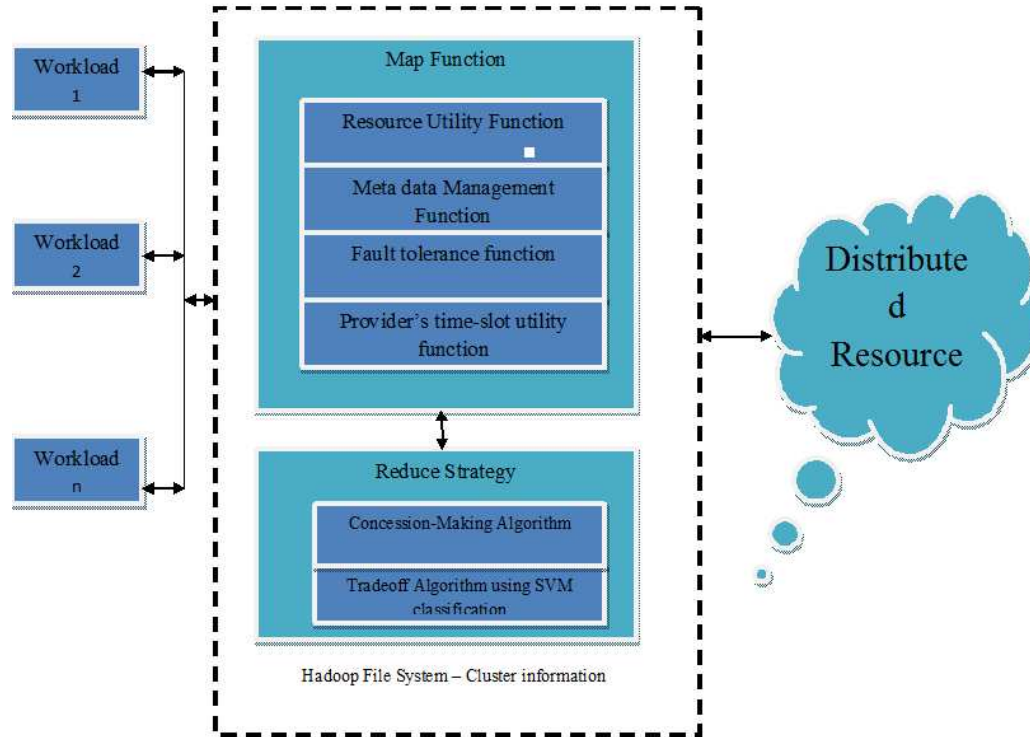 Workload
1
Workload
2
Workload
n
Map Function
Resource Utility Function
Meta data Management
Function
Fault tolerance function
Provider’s time-slot utility
function
Reduce Strategy
Concession-Making Algorithm
Tradeoff Algorithm using SVM
classification
Hadoop File System – Cluster information
Distribute
d
Resource